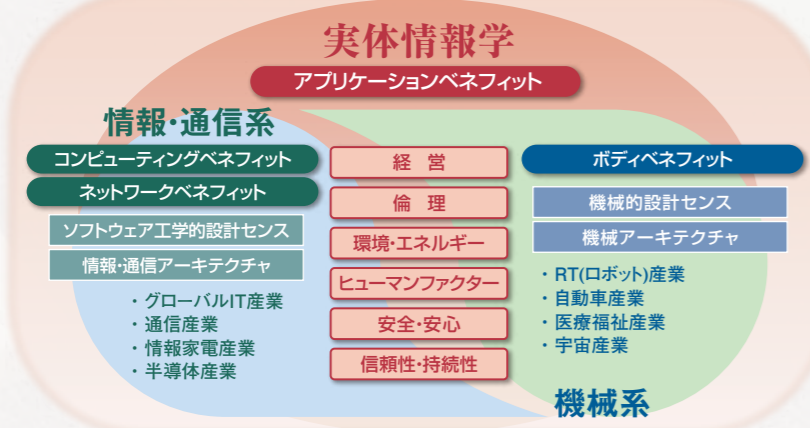 実体情報学
アプリケーションベネフィット
情報・通信系
コンピューティングベネフィット
ネットワークベネフィット
ソフトウェア工学的設計センス
情報・通信アーキテクチャ
・グローバルIT産業
・通信産業
・情報家電産業
・半導体産業
経 営
倫 理
環境・エネルギー
ヒューマンファクター
安全・安心
信頼性・持続性
ボディベネフィット
機械的設計センス
機械アーキテクチャ
・RT(ロボット)産業
・自動車産業
・医療福祉産業
・宇宙産業
機械系